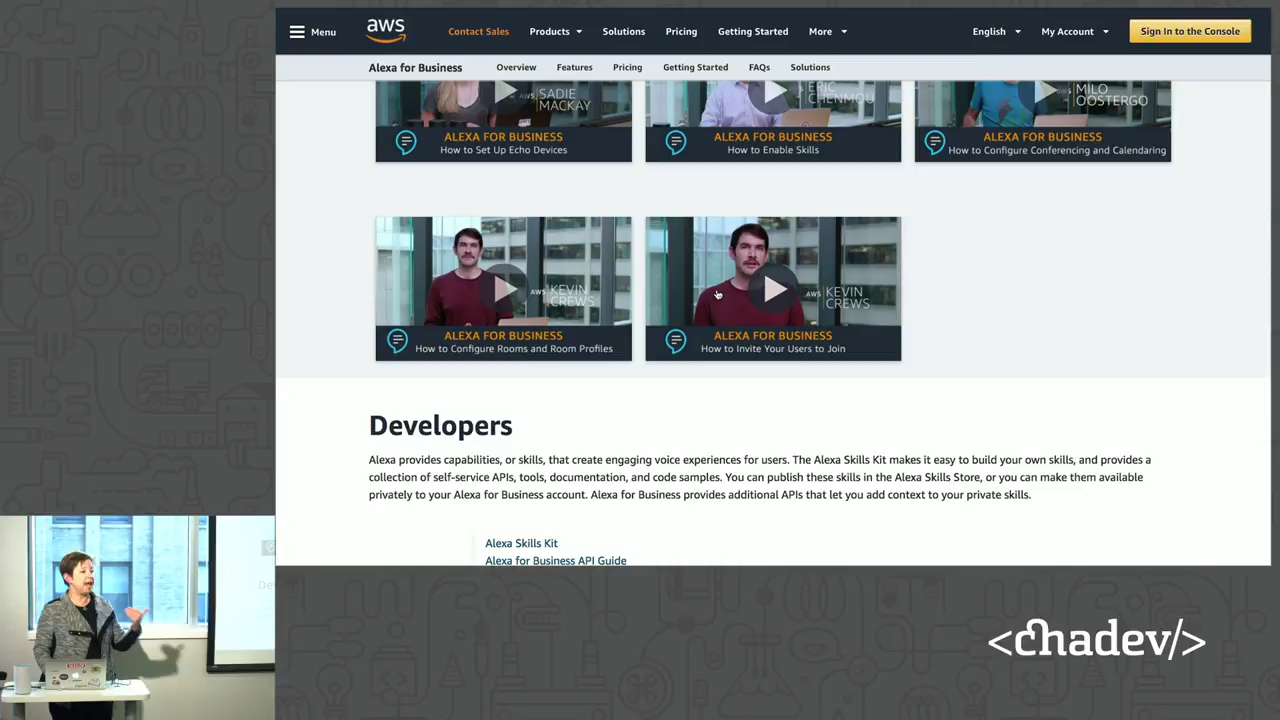 Menu
aws
Contact Sales
Products
Solutions
Pricing
Getting Started
More
English
My Account
Sign In to the Console
Alexa for Business
Overview
Features
Pricing
Getting Started
FAQs
Solutions
AWS SADIE
MACKAY
ERIC
CHENMOU
MILO
OOSTERGO
ALEXA FOR BUSINESS
How to Set Up Echo Devices
ALEXA FOR BUSINESS
How to Enable Skills
ALEXA FOR BUSINESS
How to Configure Conferencing and Calendaring
AWS KEVIN
CREWS
ALEXA FOR BUSINESS
How to Configure Rooms and Room Profiles
AWS KEVIN
CREWS
ALEXA FOR BUSINESS
How to Invite Your Users to Join
Developers
Alexa provides capabilities, or skills, that create engaging voice experiences for users. The Alexa Skills Kit makes it easy to build your own skills, and provides a
collection of self-service APIs, tools, documentation, and code samples. You can publish these skills in the Alexa Skills Store, or you can make them available
privately to your Alexa for Business account. Alexa for Business provides additional APIs that let you add context to your private skills.
Alexa Skills Kit
Alexa for Business API Guide
<chadev/>